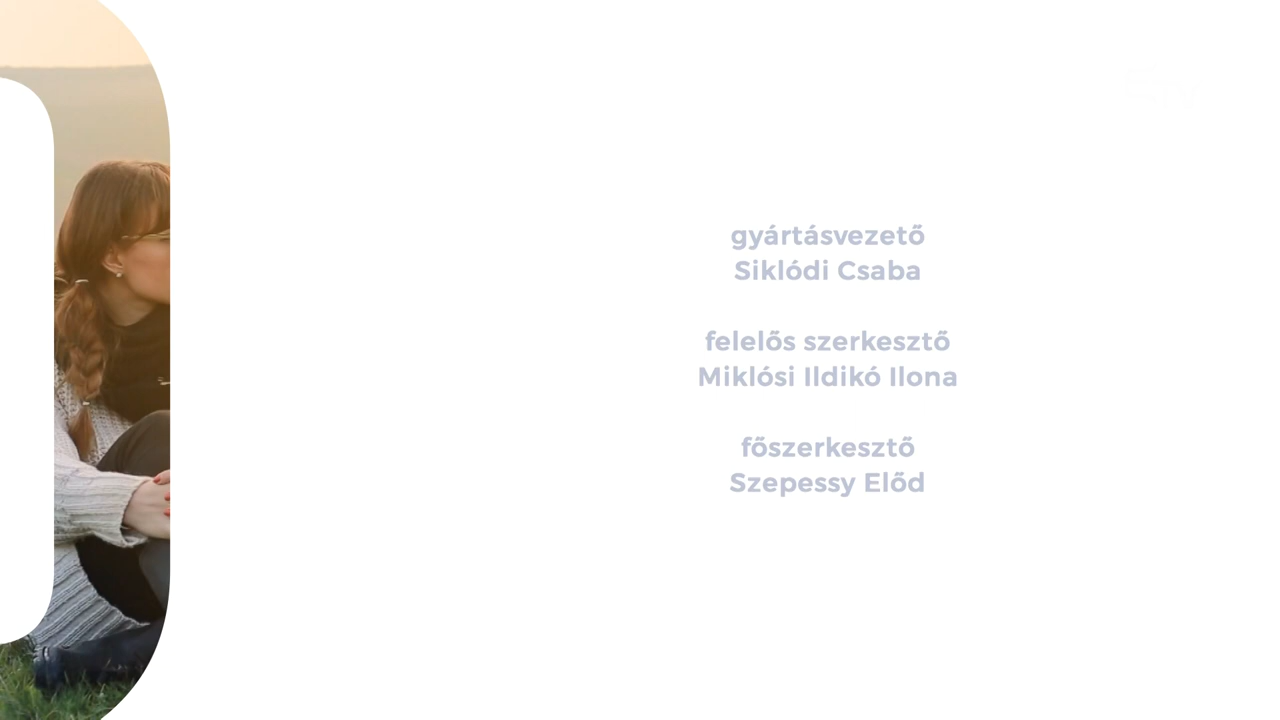 gyártásvezető
Siklódi Csaba
felelős szerkesztő
Miklósi Ildikó Ilona
főszerkesztő
Szepessy Előd